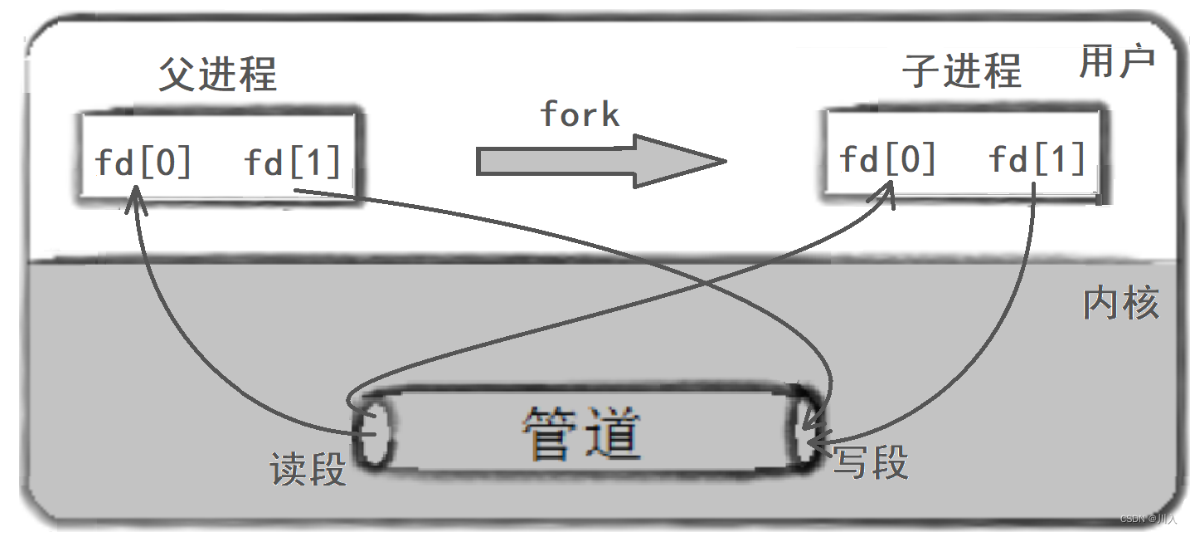 用户
父进程
子进程
fork
fd[0] fd[1]
fd[0] fd[1]
内核
管道
读段
写段
CSDN @川入